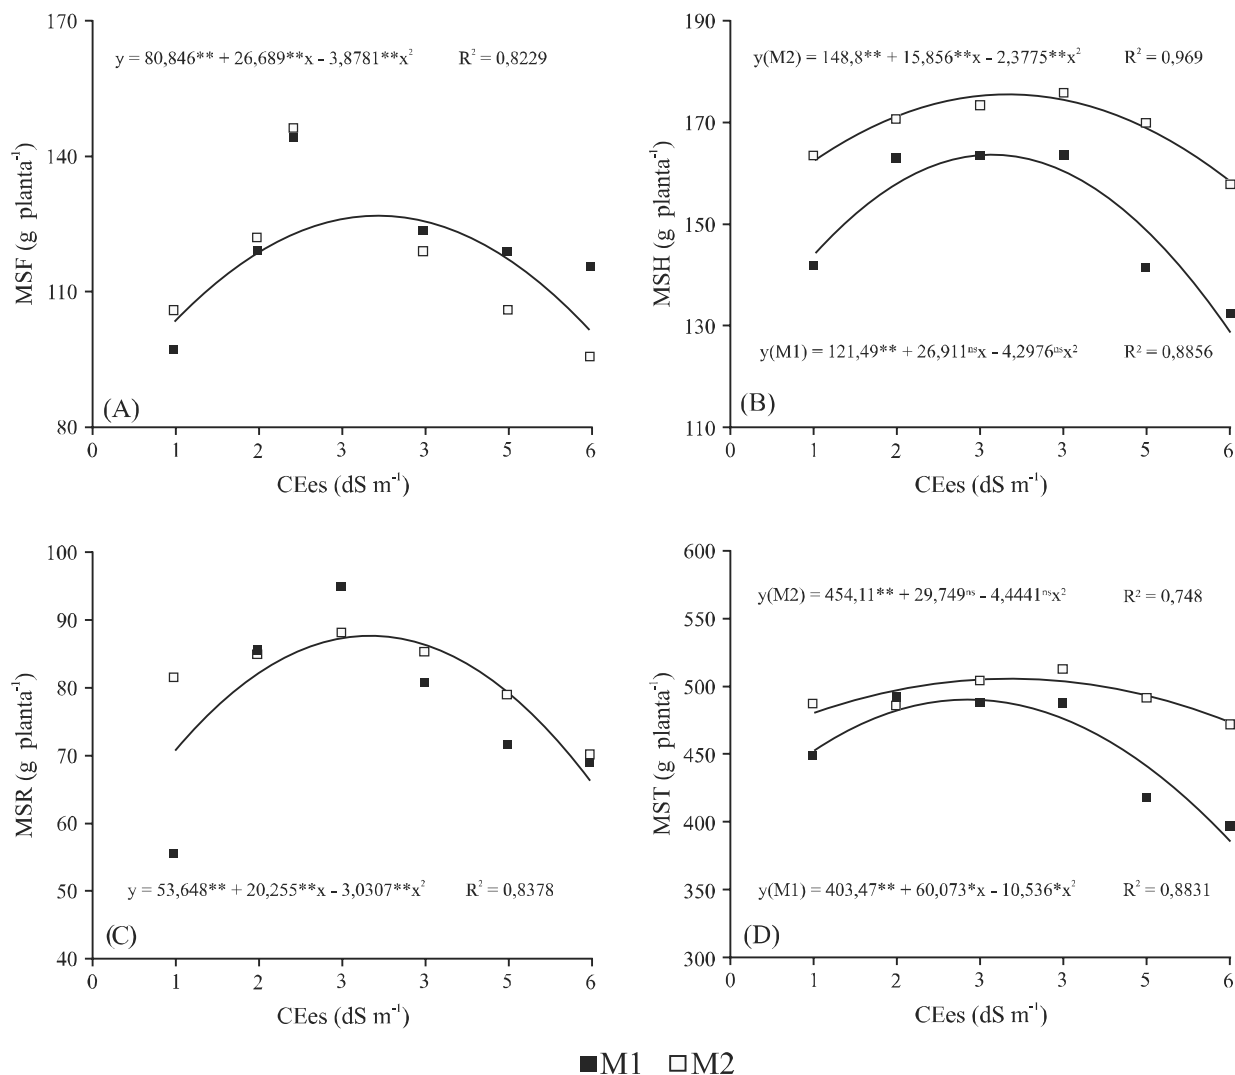 170
140
110
80
MSF (g planta⁻¹)
y = 80,846** + 26,689**x - 3,8781**x² R² = 0,8229
(A)
0 1 2 3 3 5 6
CEes (dS m⁻¹)
190
170
150
130
110
MSH (g planta⁻¹)
y(M2) = 148,8** + 15,856**x - 2,3775**x² R² = 0,969
y(M1) = 121,49** + 26,911ⁿˢx - 4,2976ⁿˢx² R² = 0,8856
(B)
0 1 2 3 3 5 6
CEes (dS m⁻¹)
100
90
80
70
60
50
40
MSR (g planta⁻¹)
y = 53,648** + 20,255**x - 3,0307**x² R² = 0,8378
(C)
0 1 2 3 3 5 6
CEes (dS m⁻¹)
600
550
500
450
400
350
300
MST (g planta⁻¹)
y(M2) = 454,11** + 29,749ⁿˢ - 4,4441ⁿˢx² R² = 0,748
y(M1) = 403,47** + 60,073*x - 10,536*x² R² = 0,8831
(D)
0 1 2 3 3 5 6
CEes (dS m⁻¹)
M1 M2